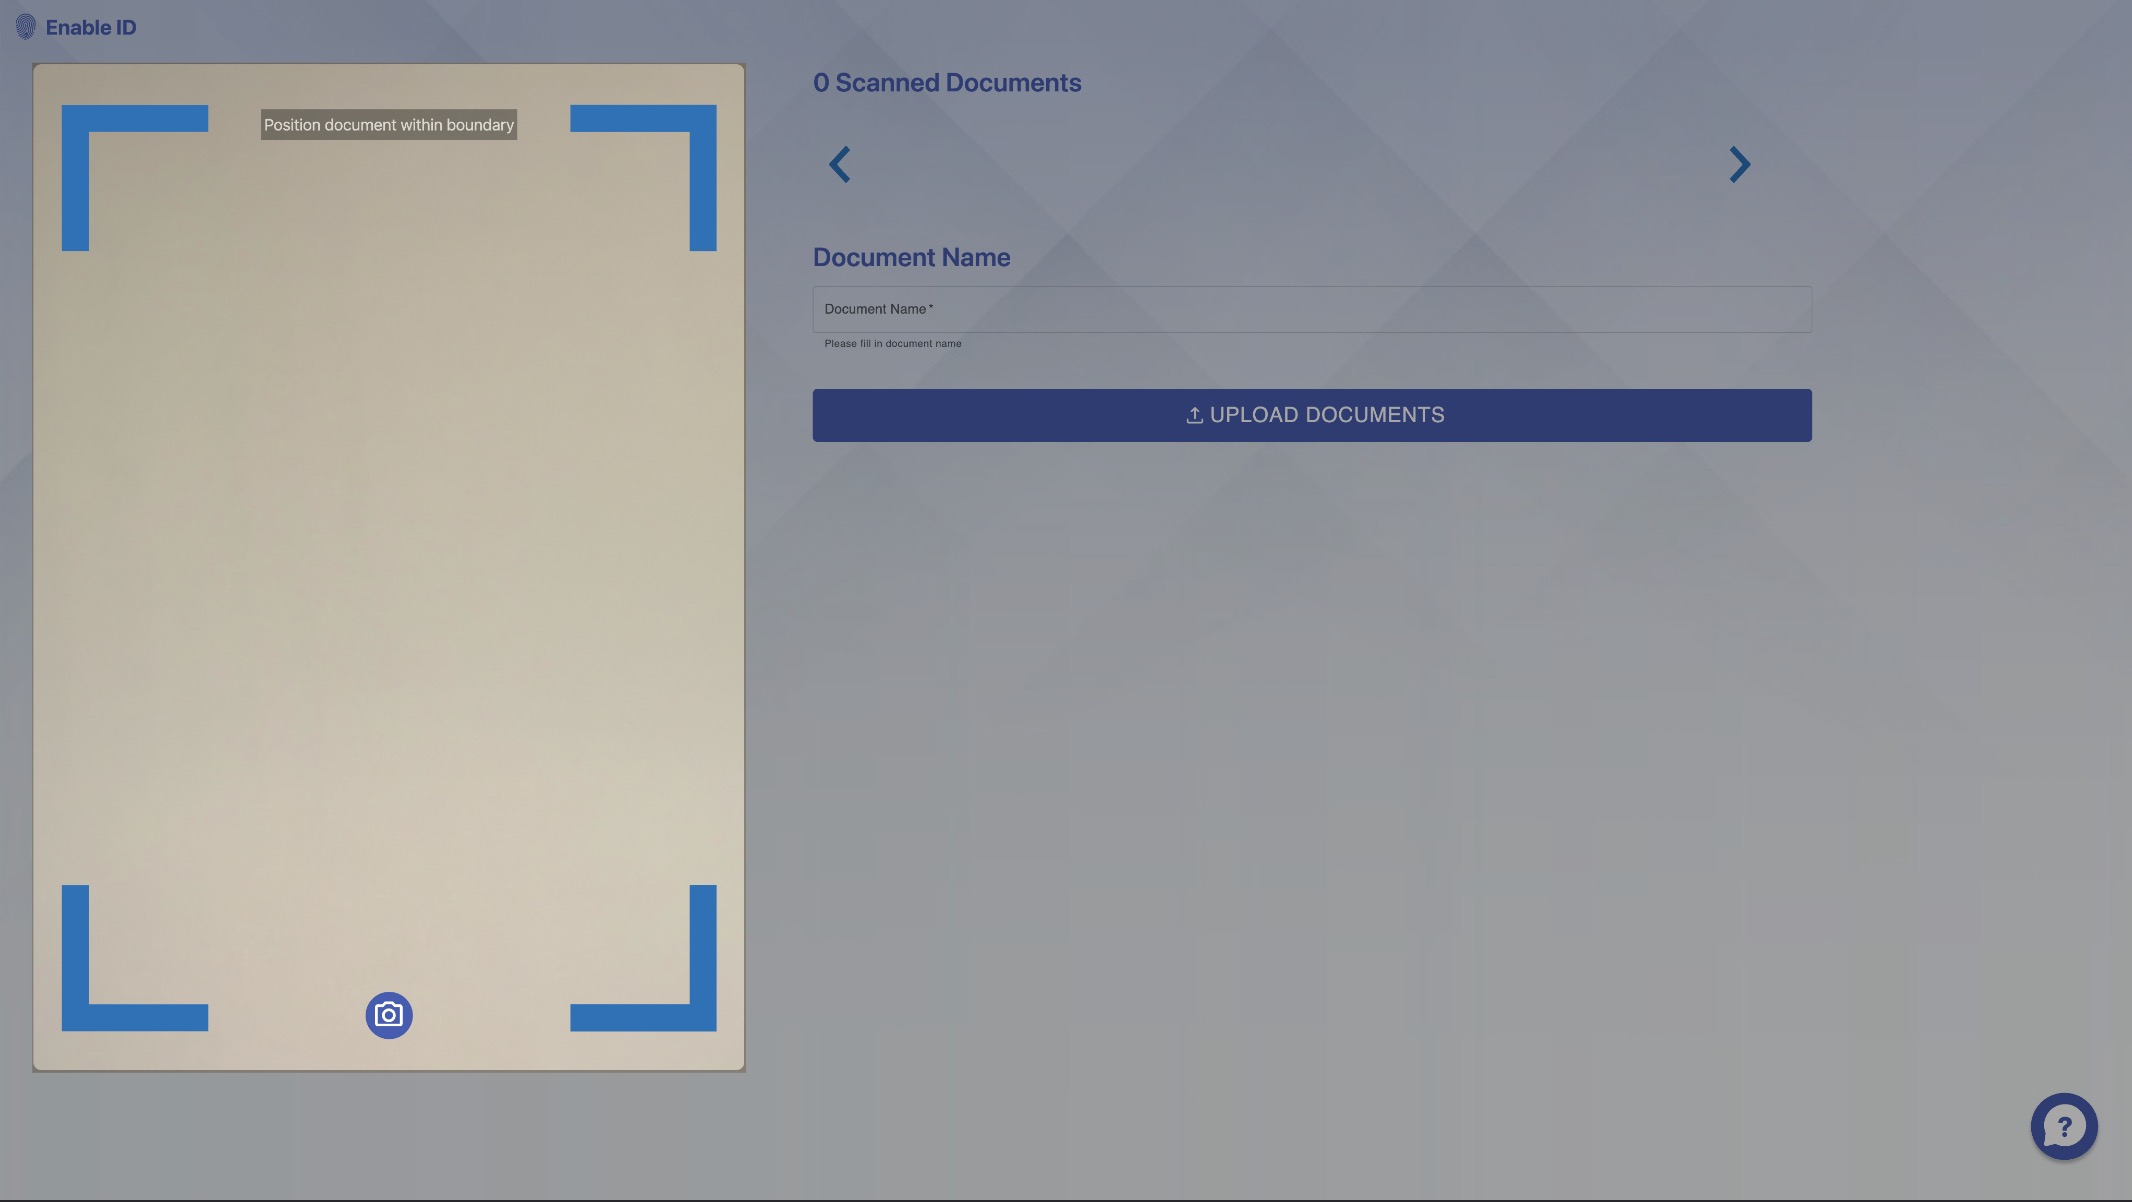 Enable ID
Position document within boundary
0 Scanned Documents
Document Name
Document Name *
Please fill in document name
UPLOAD DOCUMENTS
?